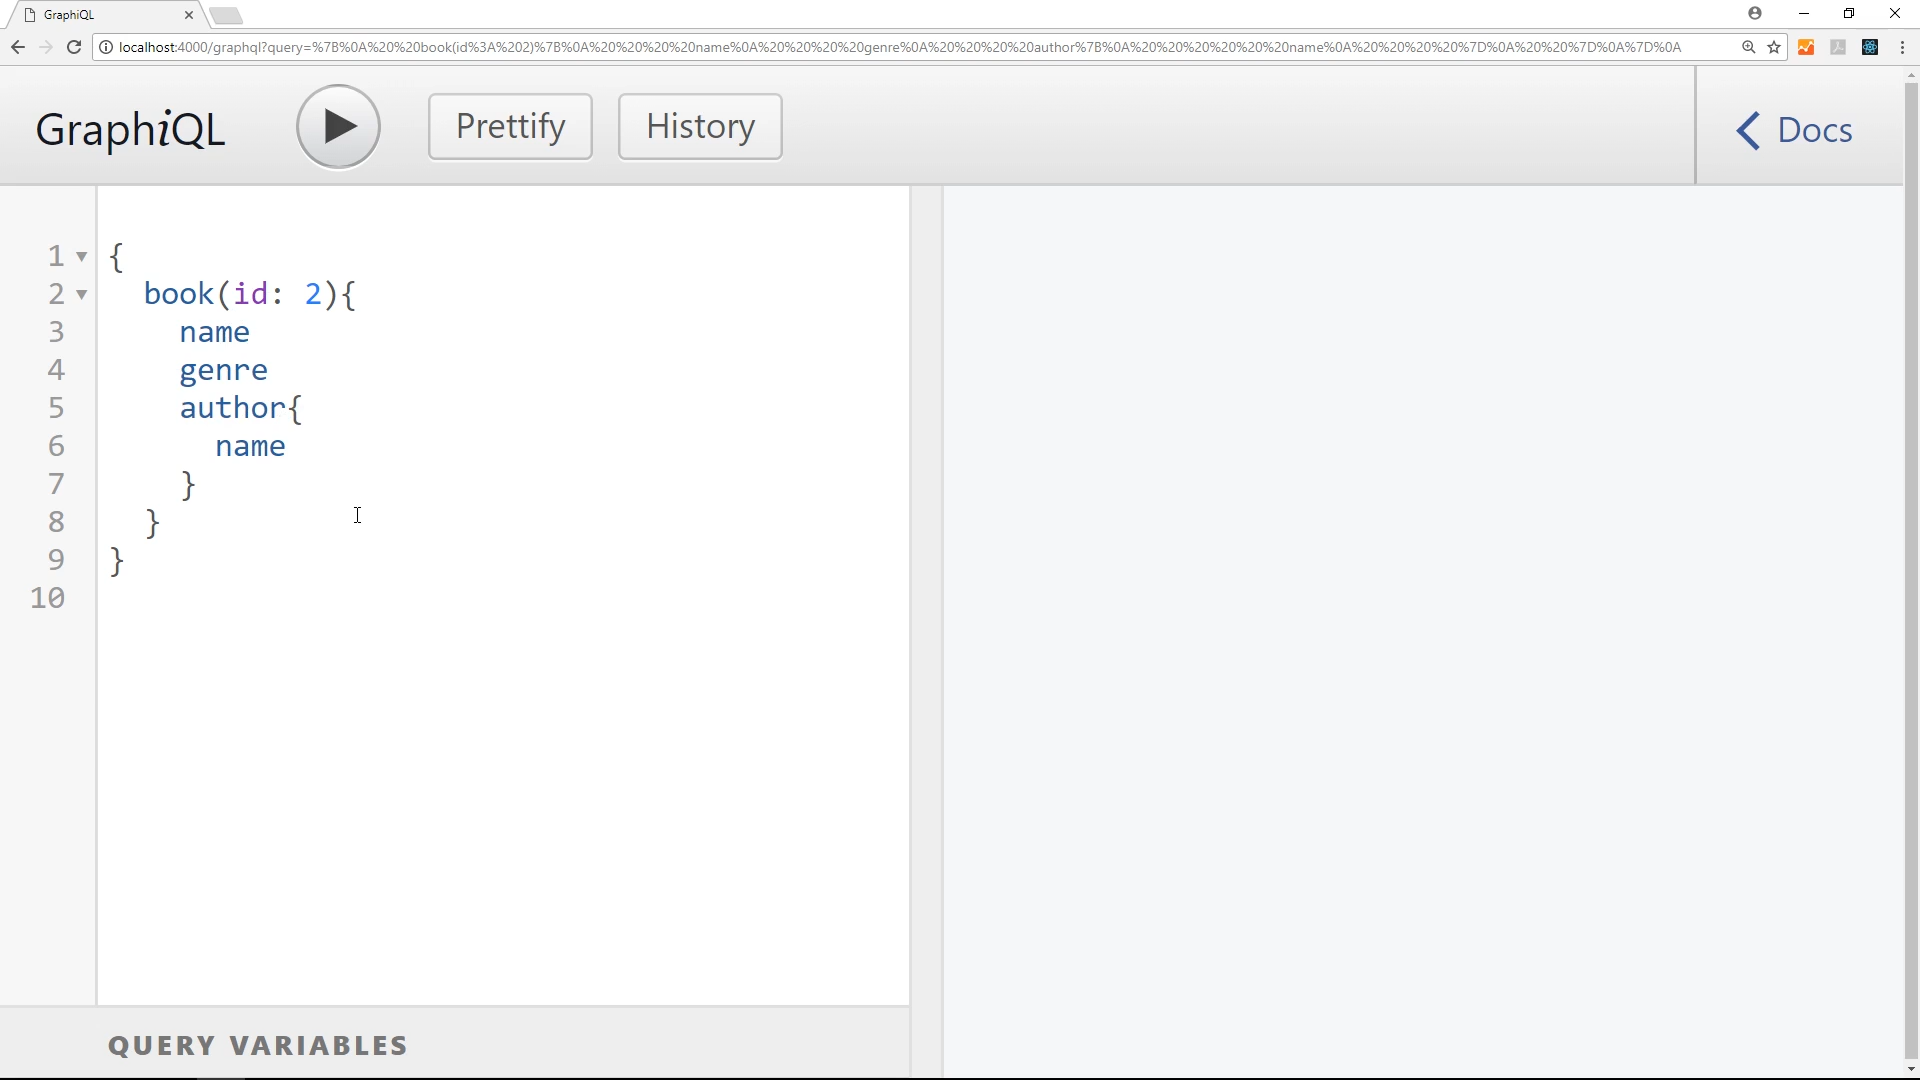 GraphiQL
localhost:4000/graphql?query=%7B%0A%20%20book(id%3A%202)%7B%0A%20%20%20%20name%0A%20%20%20%20genre%0A%20%20%20%20author%7B%0A%20%20%20%20%20%20name%0A%20%20%20%20%7D%0A%20%20%7D%0A%7D%0A
GraphiQL Prettify History Docs
1 {
2 book(id: 2){
3 name
4 genre
5 author{
6 name
7 }
8 }
9 }
10
QUERY VARIABLES